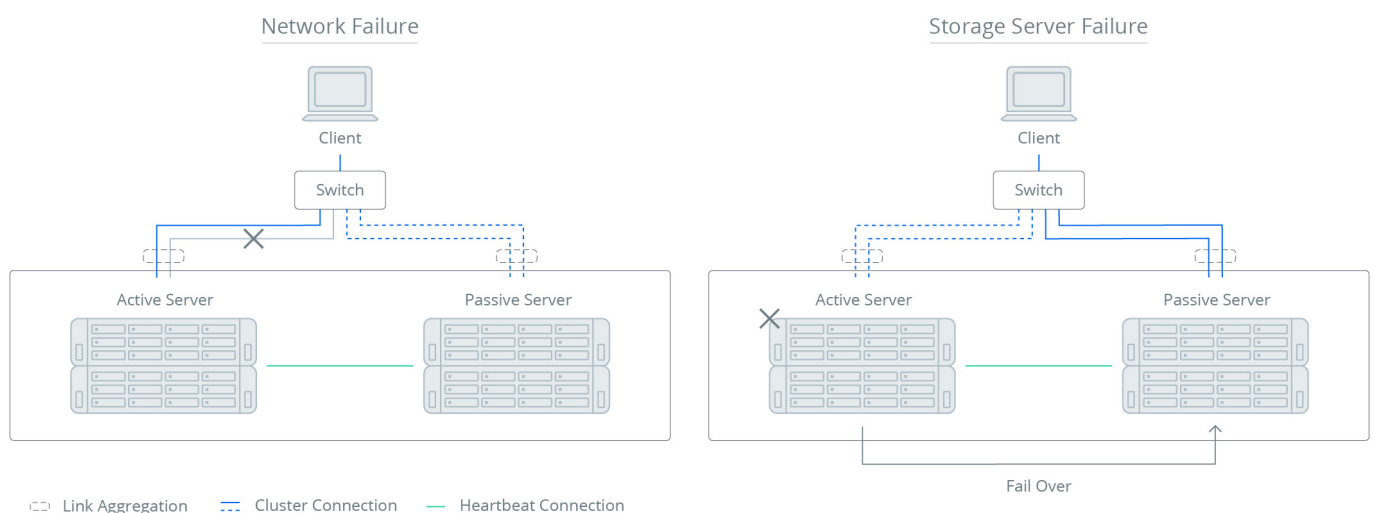 Network Failure
Client
Switch
Active Server
Passive Server
Storage Server Failure
Client
Switch
Active Server
Passive Server
Fail Over
Link Aggregation
Cluster Connection
Heartbeat Connection